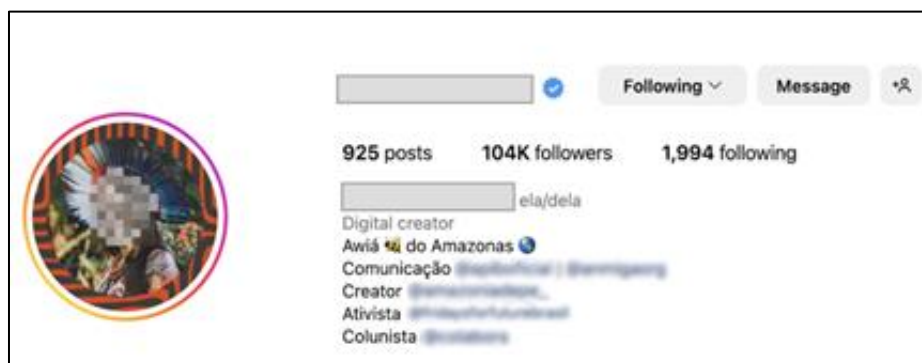 Following Message
925 posts 104K followers 1,994 following
ela/dela
Digital creator
Awiá 🐝 do Amazonas 🌎
Comunicação
Creator
Ativista
Colunista